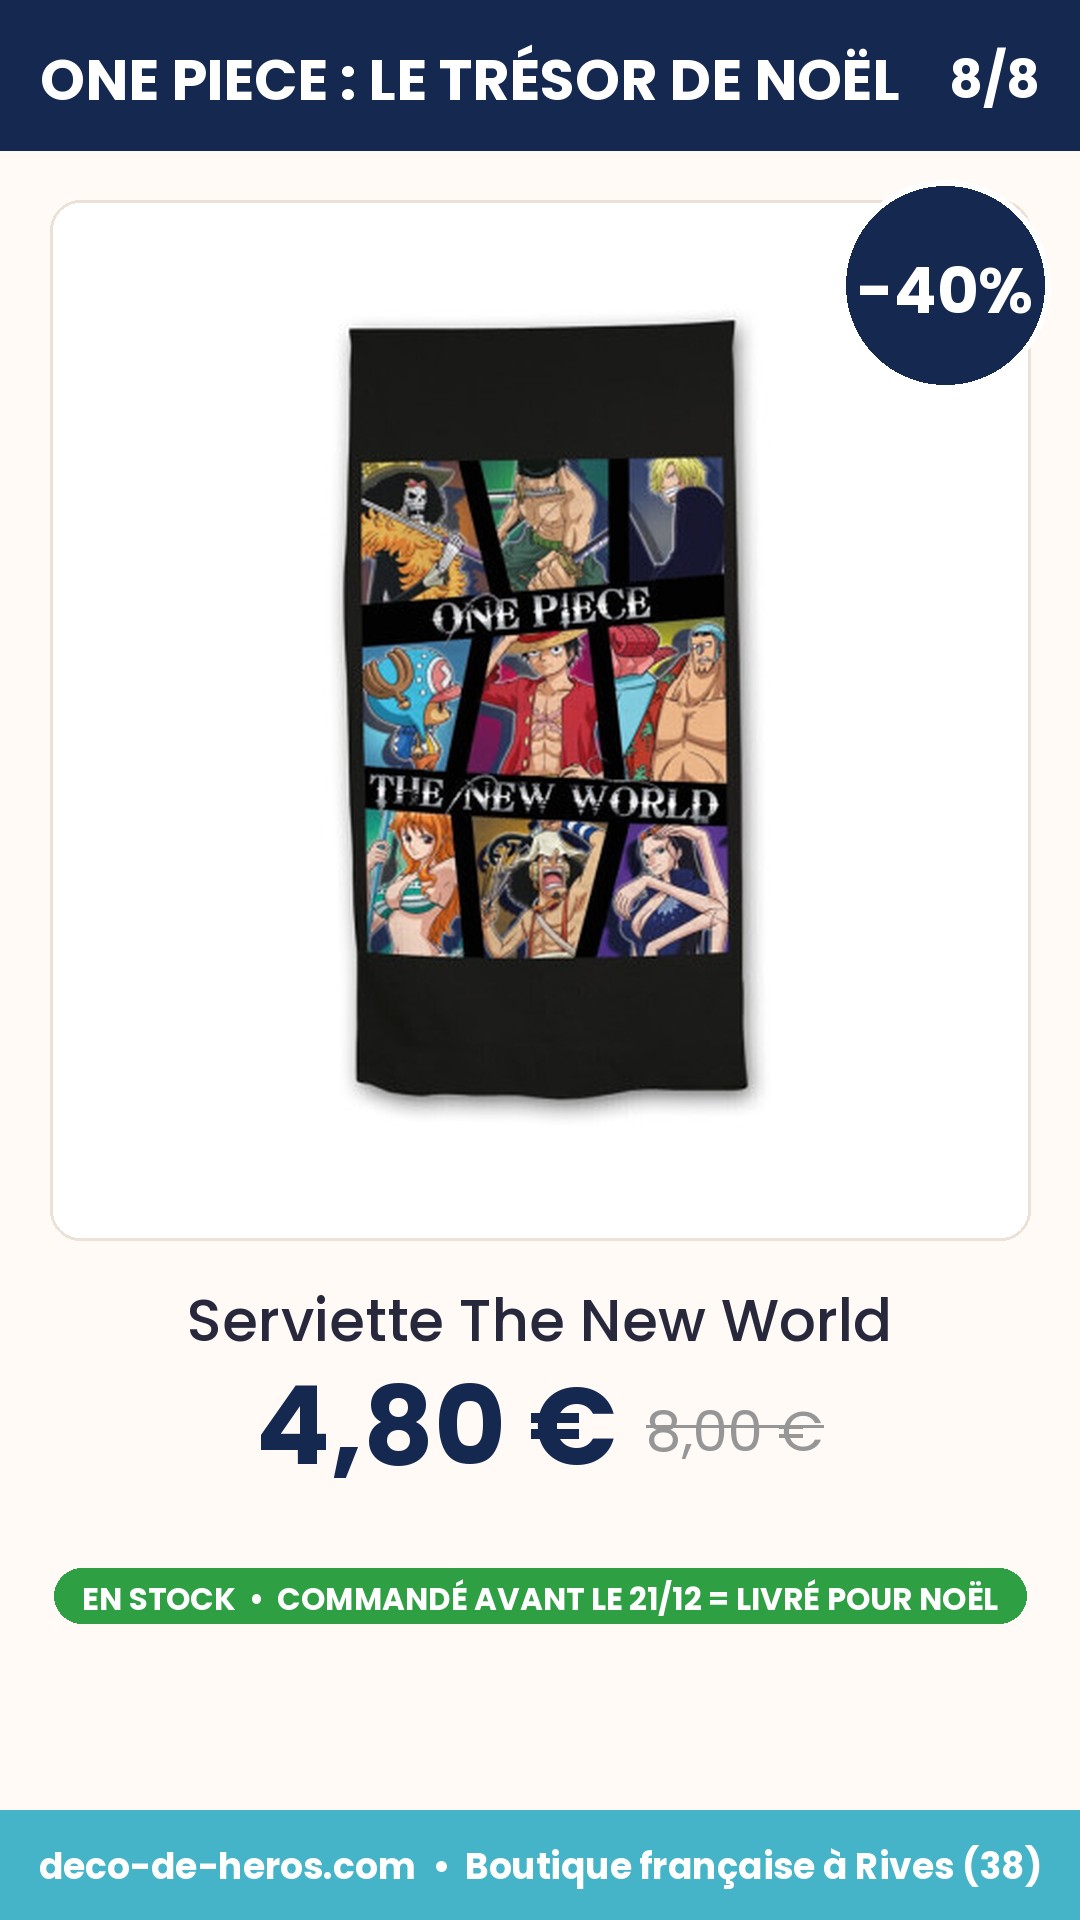 ONE PIECE : LE TRÉSOR DE NOËL 8/8
-40%
ONE PIECE
THE NEW WORLD
Serviette The New World
4,80 € 8,00 €
EN STOCK • COMMANDÉ AVANT LE 21/12 = LIVRÉ POUR NOËL
deco-de-heros.com • Boutique française à Rives (38)